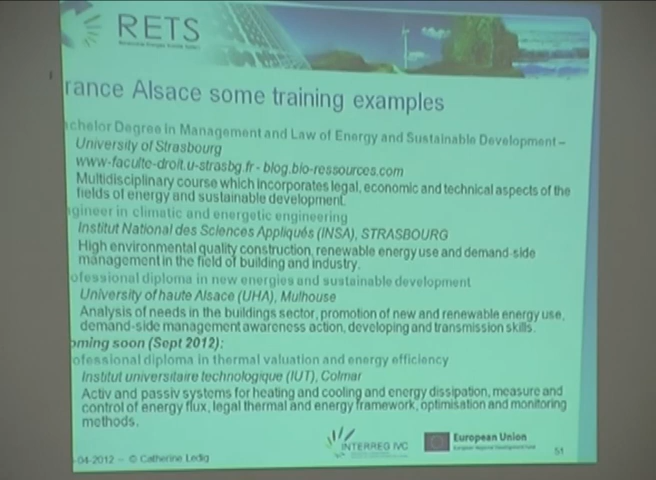 RETS
rance Alsace some training examples
chelor Degree in Management and Law of Energy and Sustainable Development –
University of Strasbourg
www-faculte-droit.u-strasbg.fr - blog.bio-ressources.com
Multidisciplinary course which incorporates legal, economic and technical aspects of the
fields of energy and sustainable development.
gineer in climatic and energetic engineering
Institut National des Sciences Appliqués (INSA), STRASBOURG
High environmental quality construction, renewable energy use and demand-side
management in the field of building and industry.
ofessional diploma in new energies and sustainable development
University of haute Alsace (UHA), Mulhouse
Analysis of needs in the buildings sector, promotion of new and renewable energy use,
demand-side management awareness action, developing and transmission skills.
oming soon (Sept 2012):
ofessional diploma in thermal valuation and energy efficiency
Institut universitaire technologique (IUT), Colmar
Activ and passiv systems for heating and cooling and energy dissipation, measure and
control of energy flux, legal thermal and energy framework, optimisation and monitoring
methods.
INTERREG IVC
European Union
-04-2012 – © Catherine Ledig
51